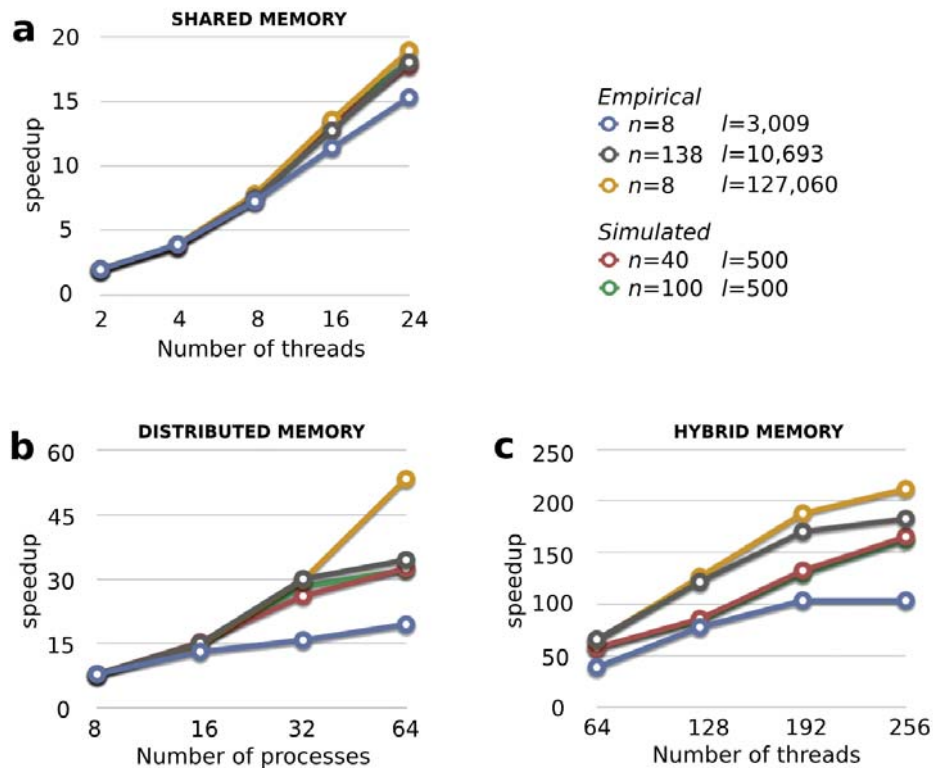 a
SHARED MEMORY
20
15
10
5
0
speedup
2 4 8 16 24
Number of threads
Empirical
n=8 l=3,009
n=138 l=10,693
n=8 l=127,060
Simulated
n=40 l=500
n=100 l=500
b
DISTRIBUTED MEMORY
60
45
30
15
0
speedup
8 16 32 64
Number of processes
c
HYBRID MEMORY
250
200
150
100
50
0
speedup
64 128 192 256
Number of threads